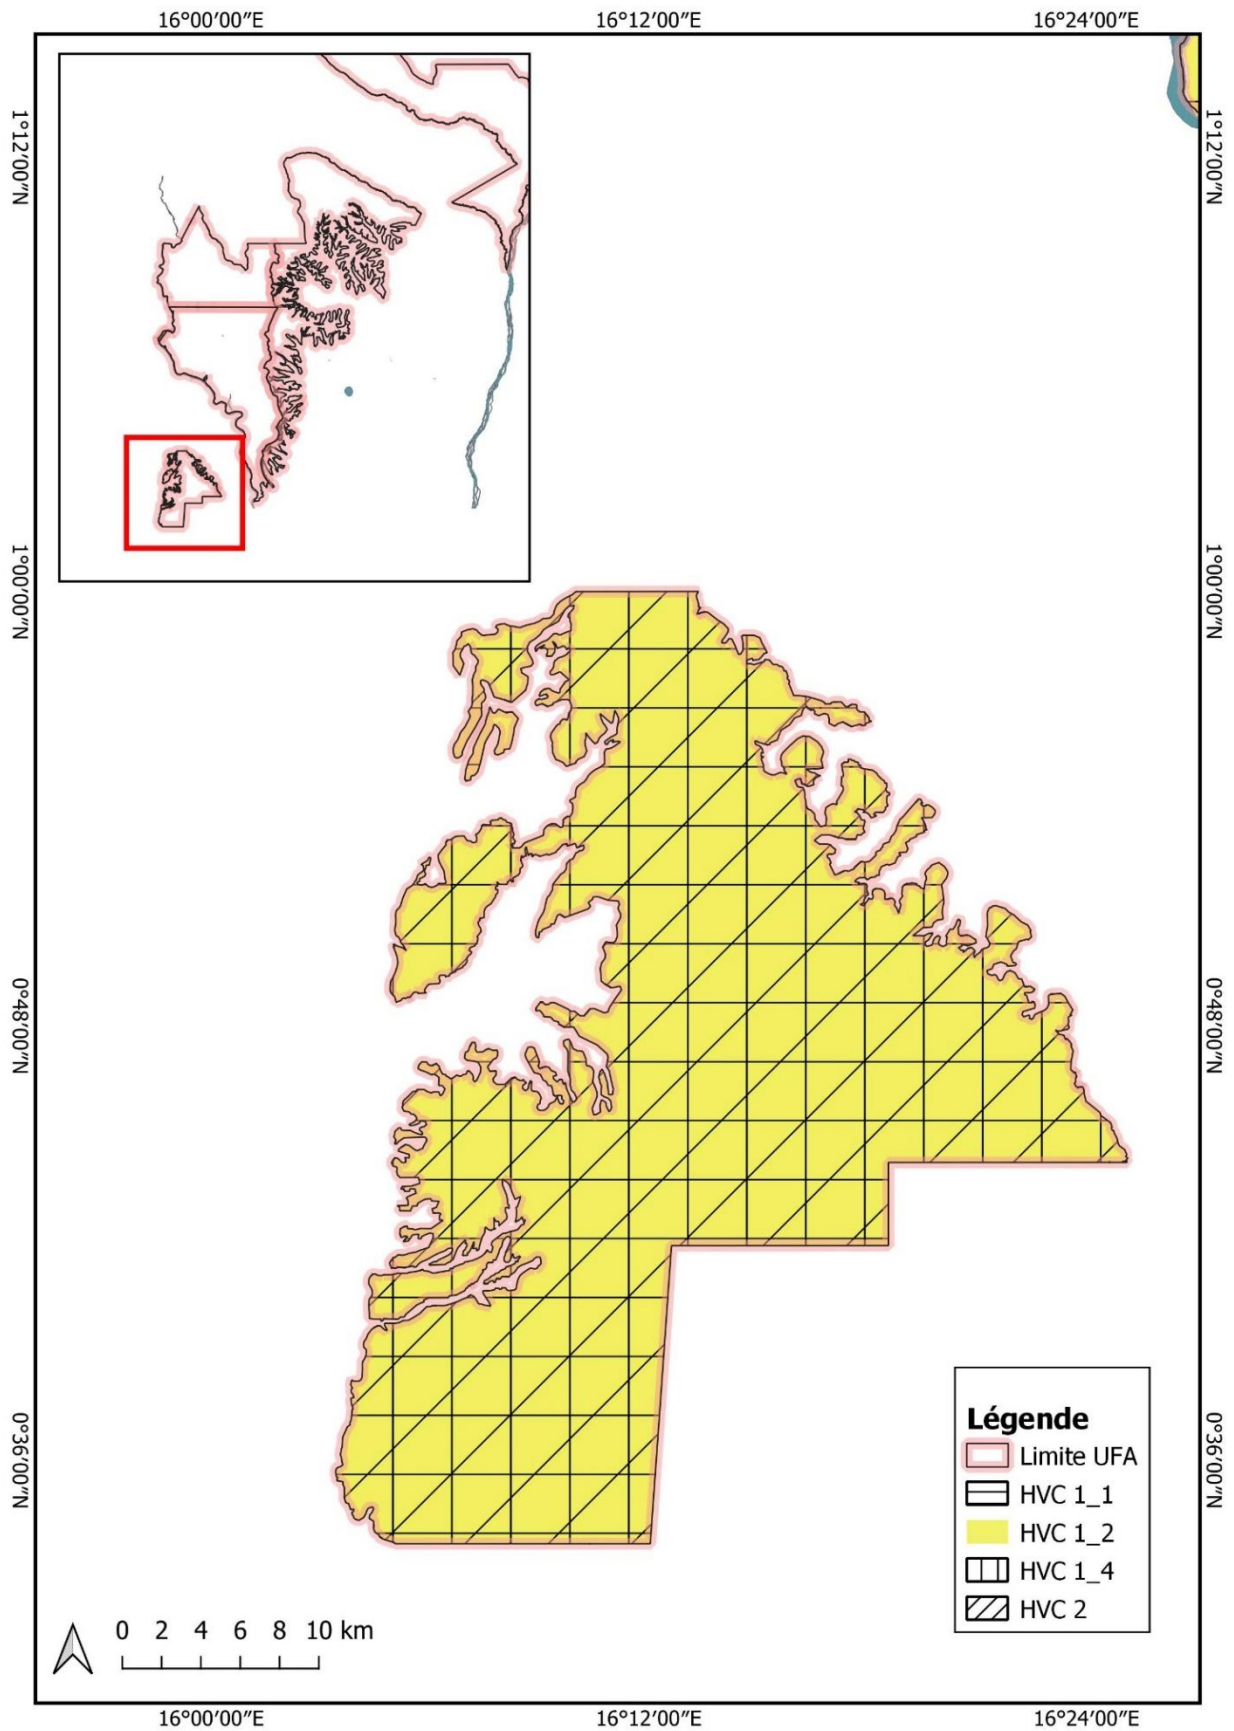 16°00′00″E 16°12′00″E 16°24′00″E
1°12′00″N 1°12′00″N
1°00′00″N 1°00′00″N
0°48′00″N 0°48′00″N
0°36′00″N 0°36′00″N
Légende
Limite UFA
HVC 1_1
HVC 1_2
HVC 1_4
HVC 2
0 2 4 6 8 10 km
16°00′00″E 16°12′00″E 16°24′00″E